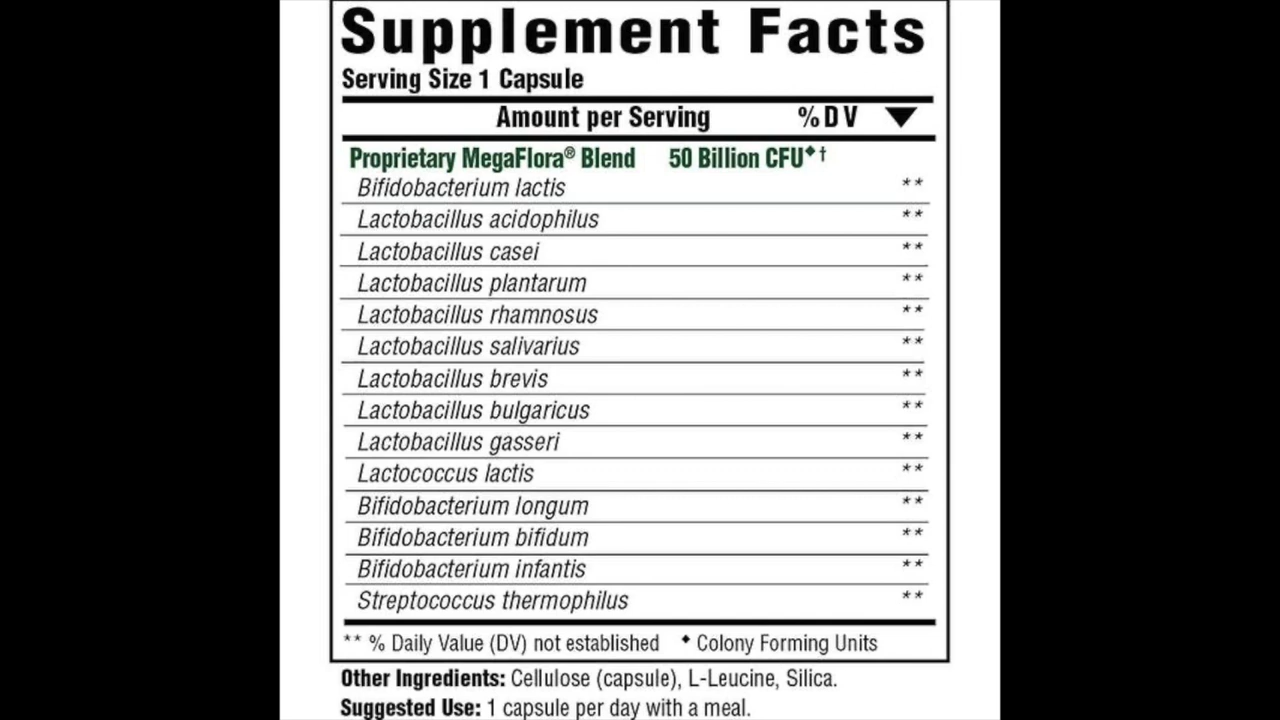 Supplement Facts
Serving Size 1 Capsule
Amount per Serving %DV ▼
Proprietary MegaFlora® Blend 50 Billion CFU◆†
Bifidobacterium lactis **
Lactobacillus acidophilus **
Lactobacillus casei **
Lactobacillus plantarum **
Lactobacillus rhamnosus **
Lactobacillus salivarius **
Lactobacillus brevis **
Lactobacillus bulgaricus **
Lactobacillus gasseri **
Lactococcus lactis **
Bifidobacterium longum **
Bifidobacterium bifidum **
Bifidobacterium infantis **
Streptococcus thermophilus **
** % Daily Value (DV) not established ◆ Colony Forming Units
Other Ingredients: Cellulose (capsule), L-Leucine, Silica.
Suggested Use: 1 capsule per day with a meal.